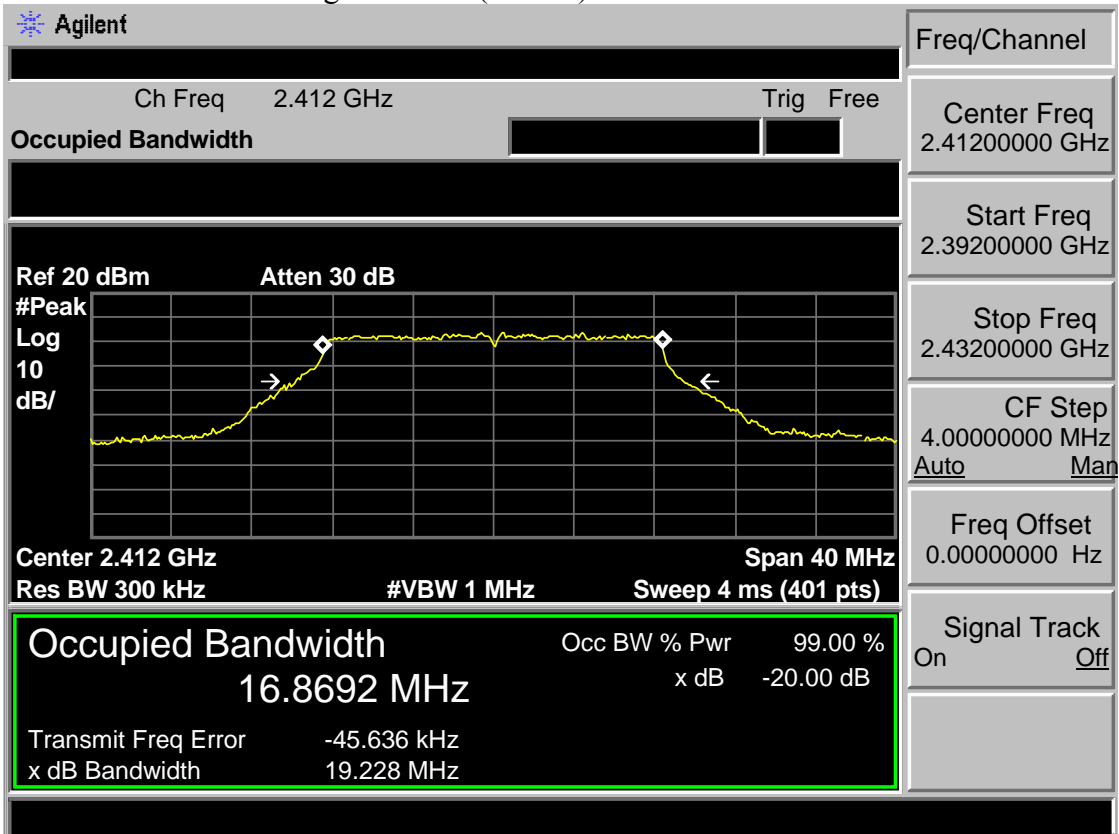 Agilent
Freq/Channel
Ch Freq 2.412 GHz Trig Free
Occupied Bandwidth
Center Freq
2.41200000 GHz
Start Freq
2.39200000 GHz
Ref 20 dBm Atten 30 dB
#Peak
Log
10
dB/
Stop Freq
2.43200000 GHz
CF Step
4.00000000 MHz
Auto Man
Freq Offset
0.00000000 Hz
Center 2.412 GHz Span 40 MHz
Res BW 300 kHz #VBW 1 MHz Sweep 4 ms (401 pts)
Signal Track
On Off
Occupied Bandwidth Occ BW % Pwr 99.00 %
16.8692 MHz x dB -20.00 dB
Transmit Freq Error -45.636 kHz
x dB Bandwidth 19.228 MHz